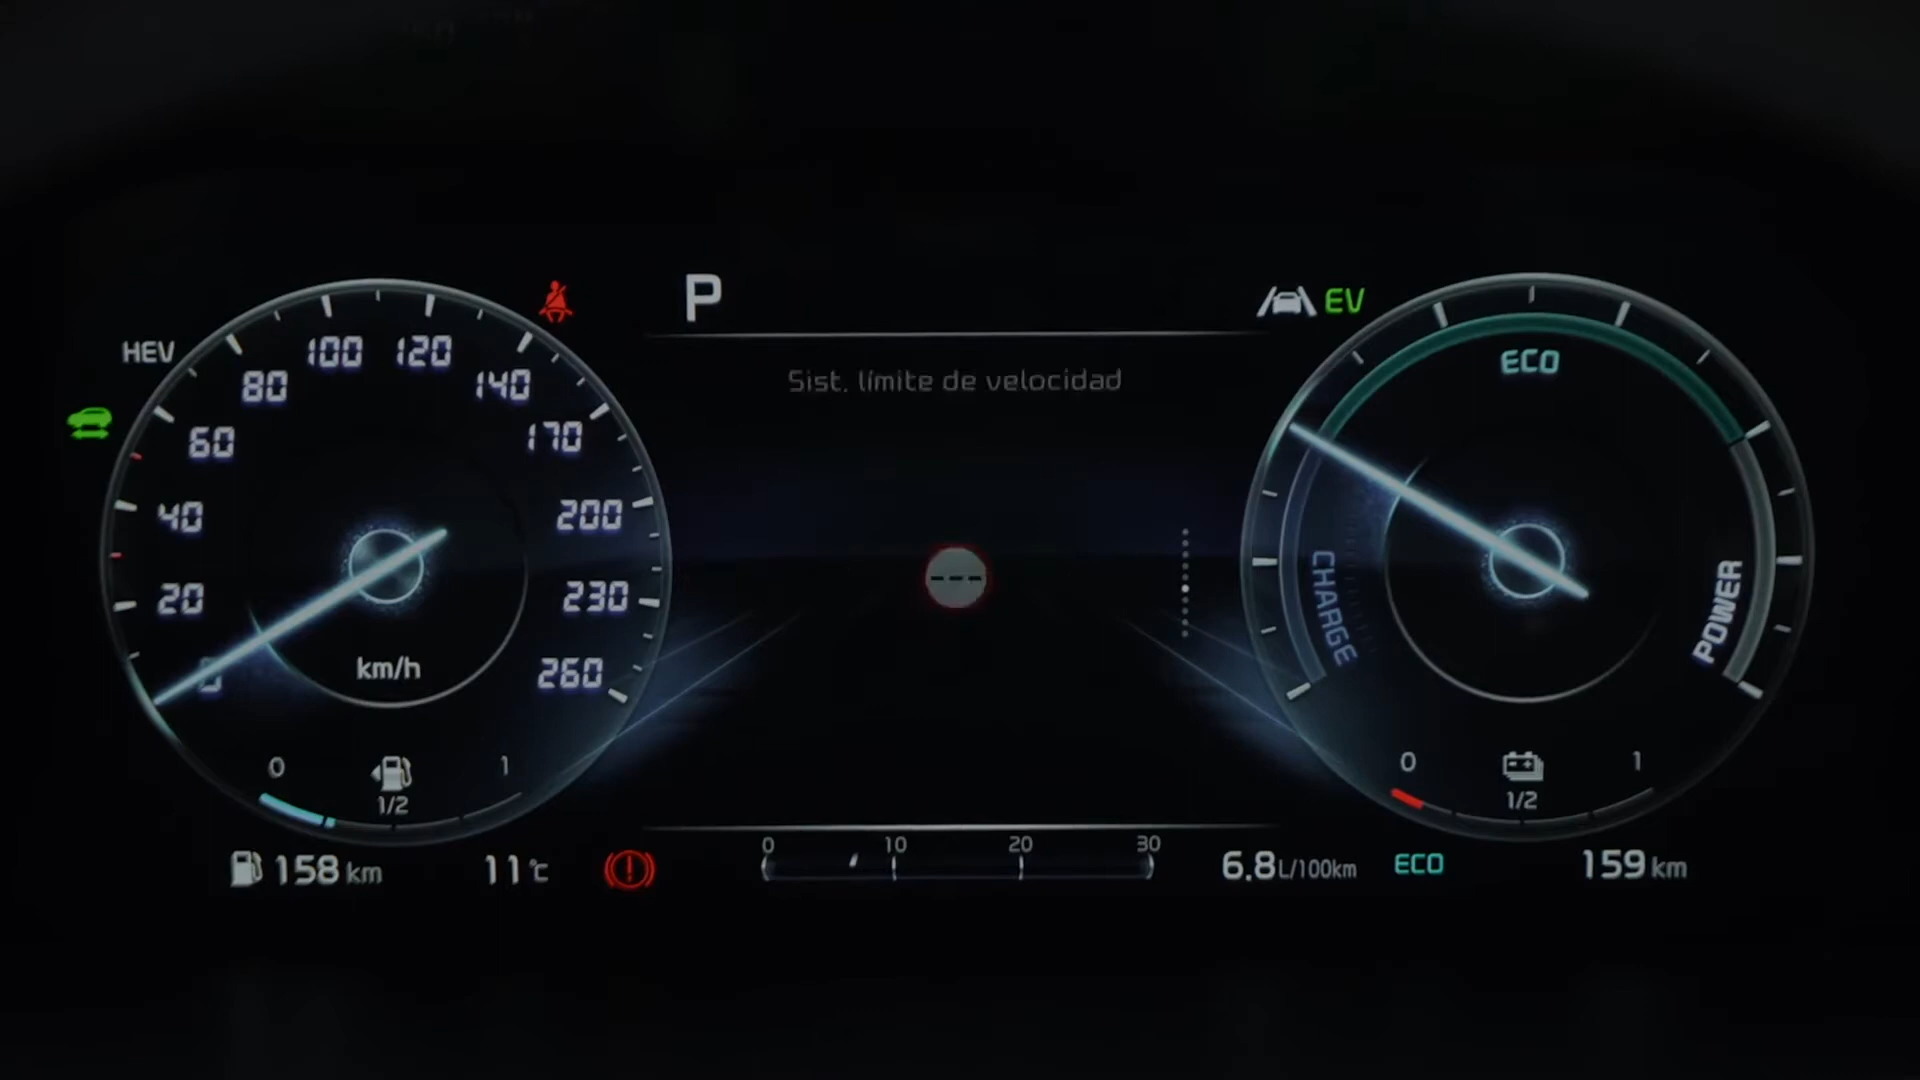 P
EV
HEV
100
120
80
140
60
170
40
200
20
230
0
260
km/h
ECO
CHARGE
POWER
Sist. límite de velocidad
---
0
1
1/2
0
1
1/2
158 km
11 °C
0
10
20
30
6.8 L/100km
ECO
159 km